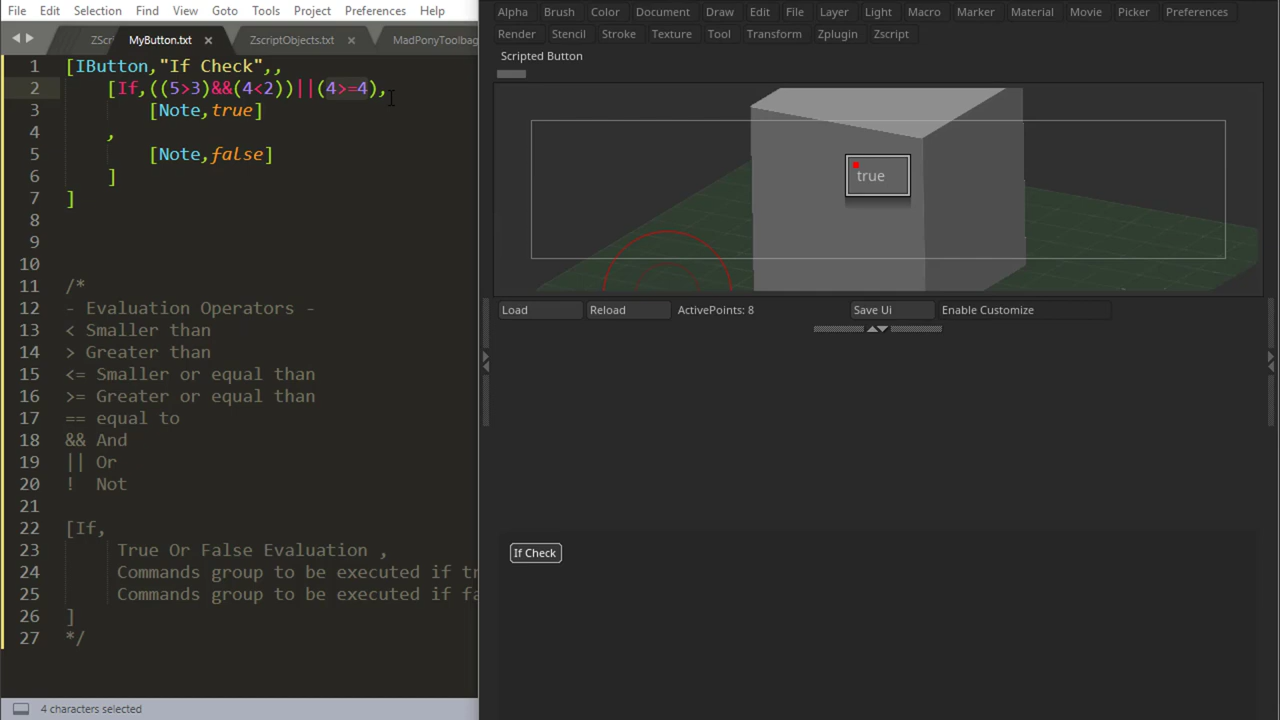 File Edit Selection Find View Goto Tools Project Preferences Help
ZScr MyButton.txt × ZscriptObjects.txt × MadPonyToolbag
1 [IButton,"If Check",,
2 [If,((5>3)&&(4<2))||(4>=4),
3 [Note,true]
4 ,
5 [Note,false]
6 ]
7 ]
8
9
10
11 /*
12 - Evaluation Operators -
13 < Smaller than
14 > Greater than
15 <= Smaller or equal than
16 >= Greater or equal than
17 == equal to
18 && And
19 || Or
20 ! Not
21
22 [If,
23 True Or False Evaluation ,
24 Commands group to be executed if tr
25 Commands group to be executed if fa
26 ]
27 */
4 characters selected
Alpha Brush Color Document Draw Edit File Layer Light Macro Marker Material Movie Picker Preferences
Render Stencil Stroke Texture Tool Transform Zplugin Zscript
Scripted Button
true
Load Reload ActivePoints: 8 Save Ui Enable Customize
If Check